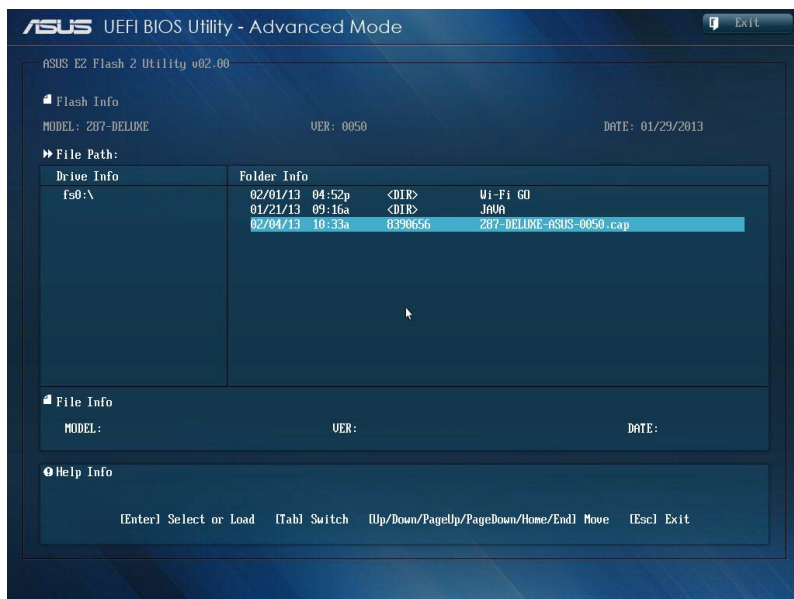 ASUS UEFI BIOS Utility - Advanced Mode
Exit
ASUS EZ Flash 2 Utility v02.00
Flash Info
MODEL: Z87-DELUXE VER: 0050 DATE: 01/29/2013
File Path:
Drive Info Folder Info
fs0:\ 02/01/13 04:52p <DIR> Wi-Fi GO
01/21/13 09:16a <DIR> JAVA
02/04/13 10:33a 8390656 Z87-DELUXE-ASUS-0050.cap
File Info
MODEL: VER: DATE:
Help Info
[Enter] Select or Load [Tab] Switch [Up/Down/PageUp/PageDown/Home/End] Move [Esc] Exit